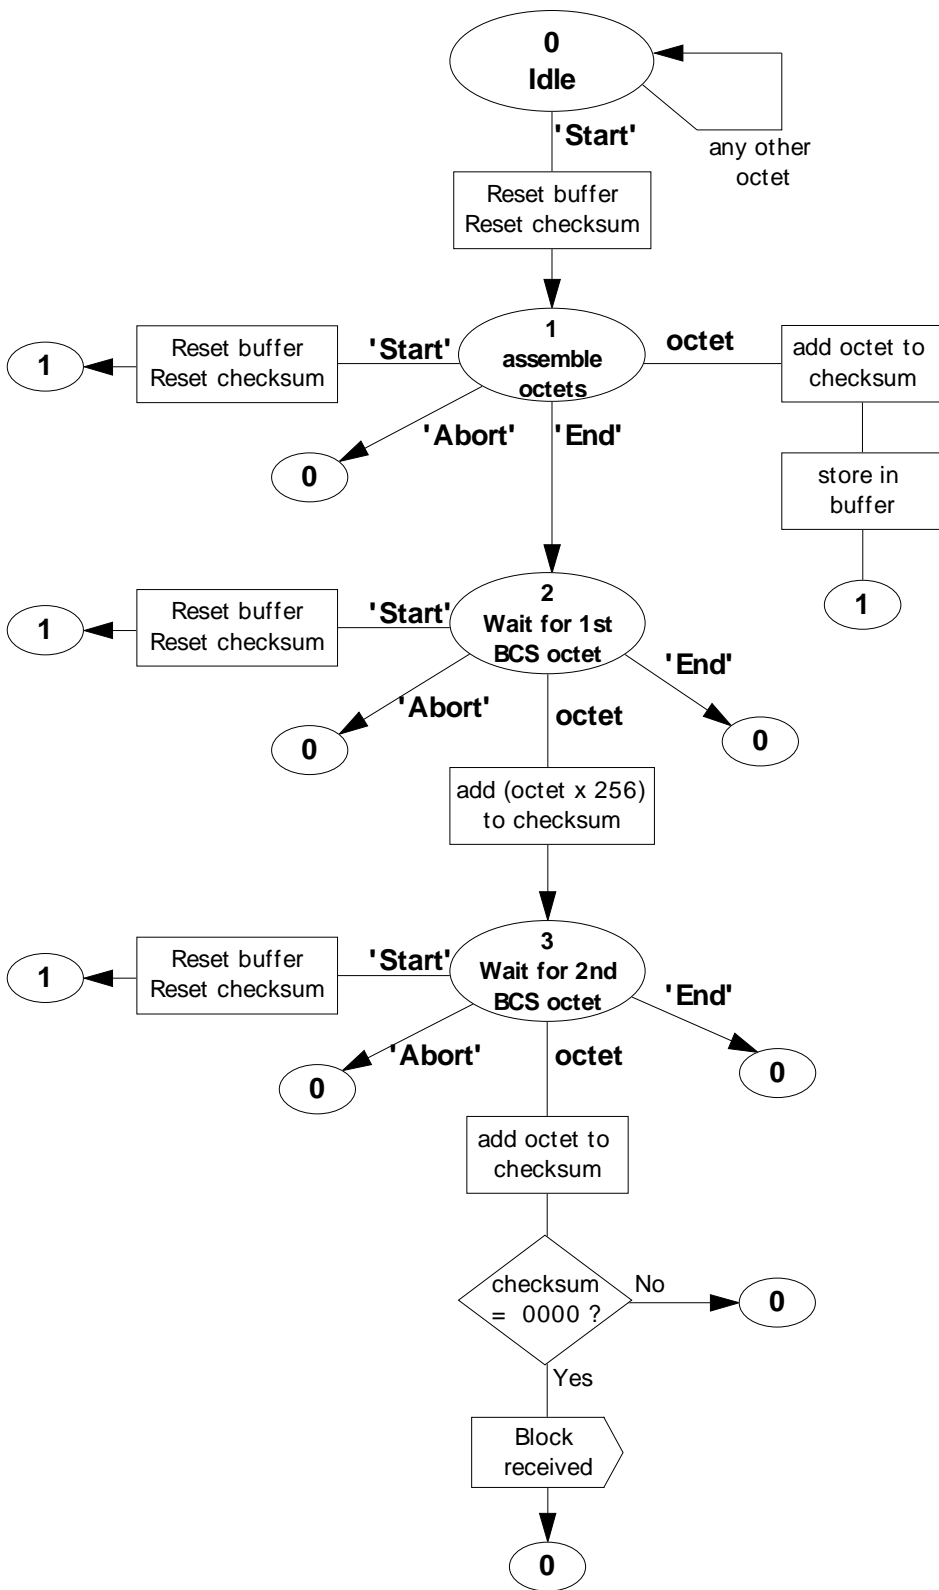 0
Idle
'Start'
any other
octet
Reset buffer
Reset checksum
1
assemble
octets
'Start'
Reset buffer
Reset checksum
1
octet
add octet to
checksum
'Abort'
'End'
0
store in
buffer
1
2
Wait for 1st
BCS octet
'Start'
Reset buffer
Reset checksum
1
'End'
'Abort'
octet
0
0
add (octet x 256)
to checksum
3
Wait for 2nd
BCS octet
'Start'
Reset buffer
Reset checksum
1
'End'
'Abort'
octet
0
0
add octet to
checksum
checksum
= 0000 ?
No
0
Yes
Block
received
0